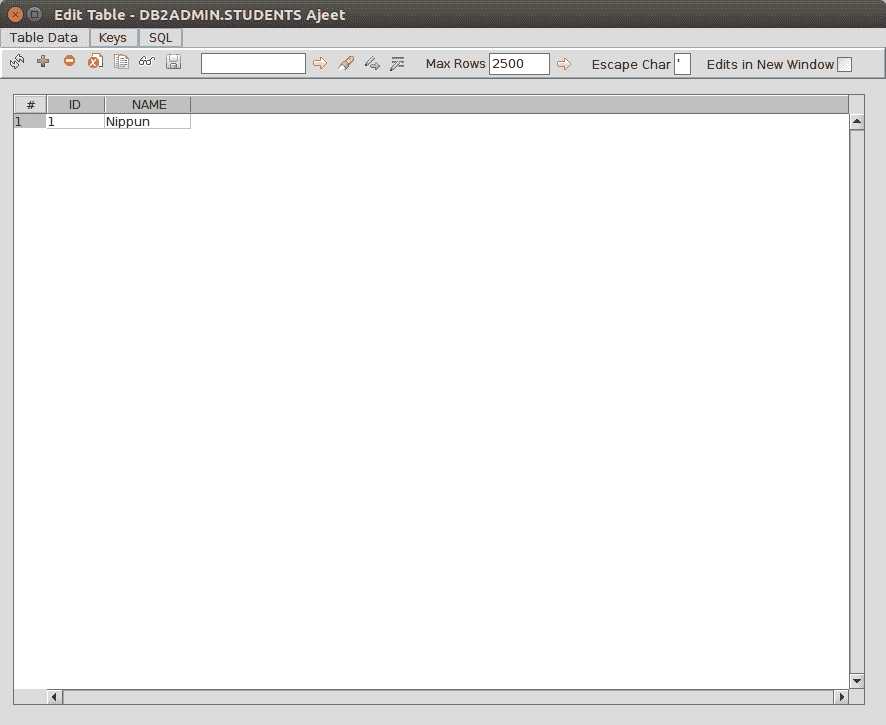 Edit Table - DB2ADMIN.STUDENTS Ajeet
Table Data Keys SQL
Max Rows 2500 Escape Char ' Edits in New Window
# ID NAME
1 1 Nippun